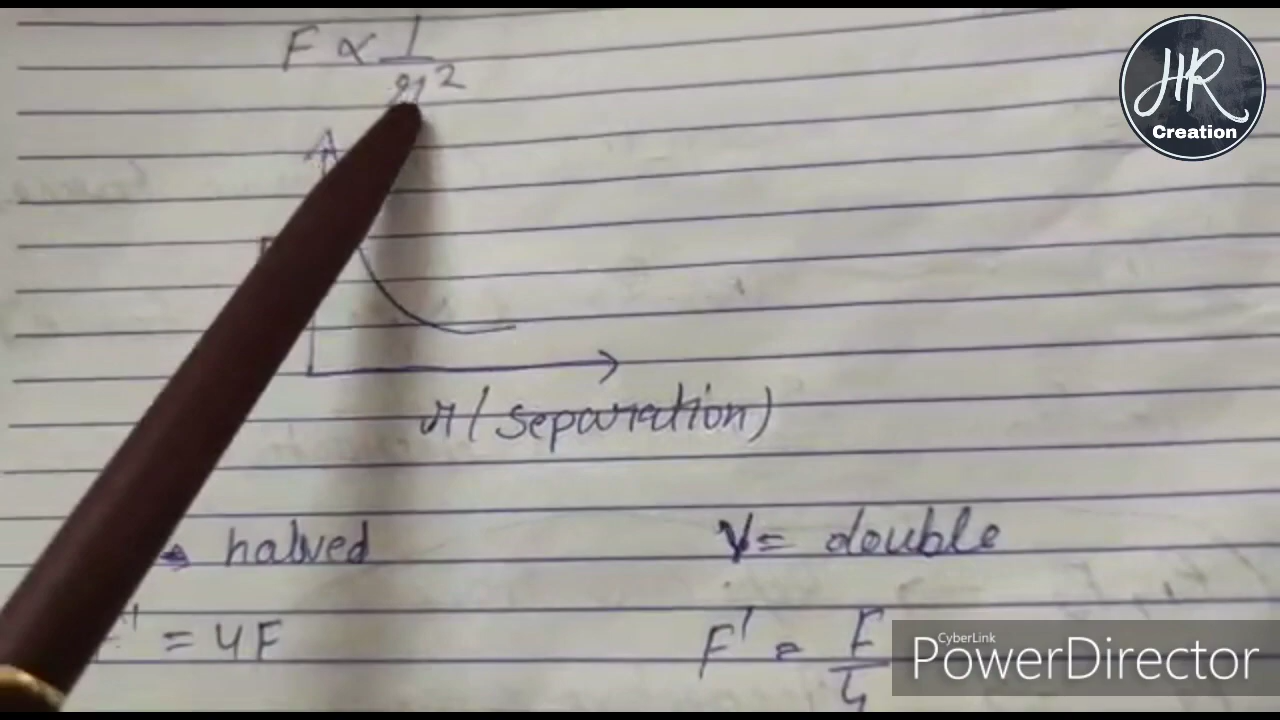 HR
Creation
F ∝ 1/r²
r (separation)
halved
r = double
' = 4F
F' = F/4
CyberLink
PowerDirector